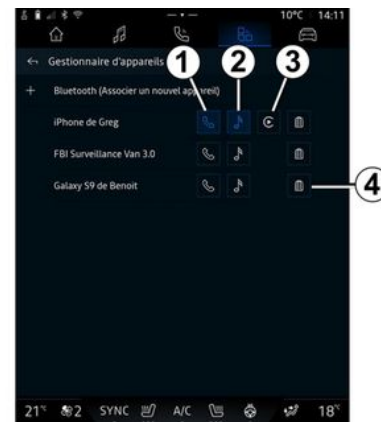 10°C 14:11
1 2 3
Gestionnaire d'appareils
+ Bluetooth (Associer un nouvel appareil)
iPhone de Greg
FBI Surveillance Van 3.0
Galaxy S9 de Benoit
4
21°C 2 SYNC A/C 18°C